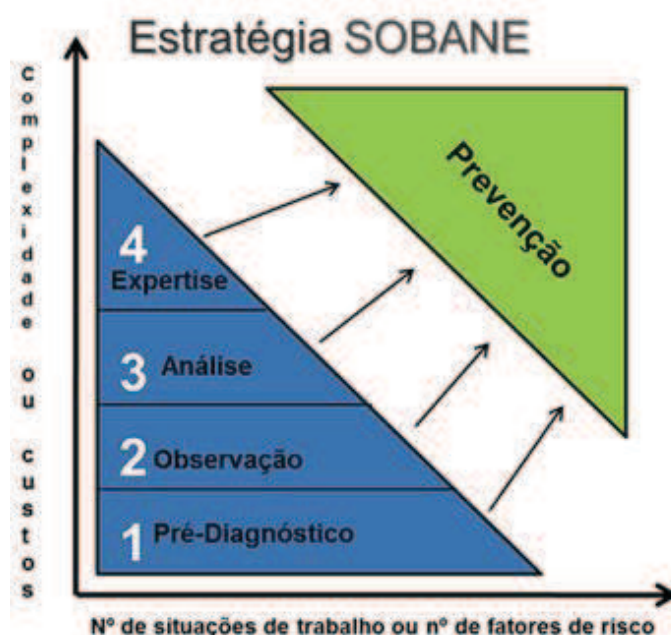 Estratégia SOBANE
Complexidade ou custos
Prevenção
4
Expertise
3 Análise
2 Observação
1 Pré-Diagnóstico
Nº de situações de trabalho ou nº de fatores de risco